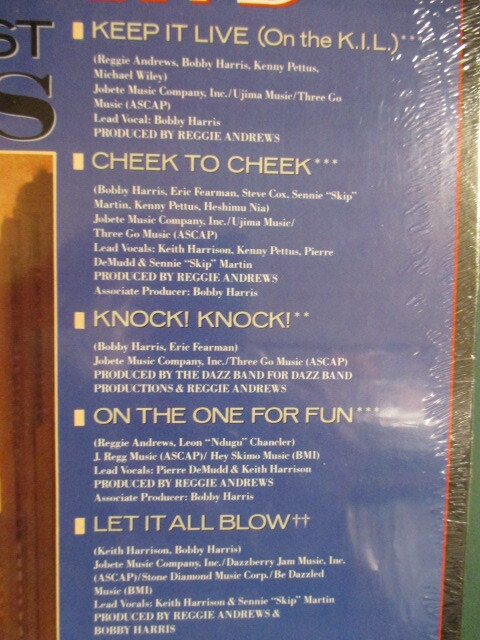 ST
S
KEEP IT LIVE (On the K.I.L.)**
(Reggie Andrews, Bobby Harris, Kenny Pettus,
Michael Wiley)
Jobete Music Company, Inc./Ujima Music/Three Go
Music (ASCAP)
Lead Vocal: Bobby Harris
PRODUCED BY REGGIE ANDREWS
CHEEK TO CHEEK***
(Bobby Harris, Eric Fearman, Steve Cox, Sennie “Skip”
Martin, Kenny Pettus, Heshimu Nia)
Jobete Music Company, Inc./Ujima Music/
Three Go Music (ASCAP)
Lead Vocals: Keith Harrison, Kenny Pettus, Pierre
DeMudd & Sennie “Skip” Martin
PRODUCED BY REGGIE ANDREWS
Associate Producer: Bobby Harris
KNOCK! KNOCK!**
(Bobby Harris, Eric Fearman)
Jobete Music Company, Inc./Three Go Music (ASCAP)
PRODUCED BY THE DAZZ BAND FOR DAZZ BAND
PRODUCTIONS & REGGIE ANDREWS
ON THE ONE FOR FUN***
(Reggie Andrews, Leon “Ndugu” Chancler)
J. Regg Music (ASCAP)/ Hey Skimo Music (BMI)
Lead Vocals: Pierre DeMudd & Keith Harrison
PRODUCED BY REGGIE ANDREWS
Associate Producer: Bobby Harris
LET IT ALL BLOW††
(Keith Harrison, Bobby Harris)
Jobete Music Company, Inc./Dazzberry Jam Music, Inc.
(ASCAP)/Stone Diamond Music Corp./Be Dazzled
Music (BMI)
Lead Vocals: Keith Harrison & Sennie “Skip” Martin
PRODUCED BY REGGIE ANDREWS &
BOBBY HARRIS